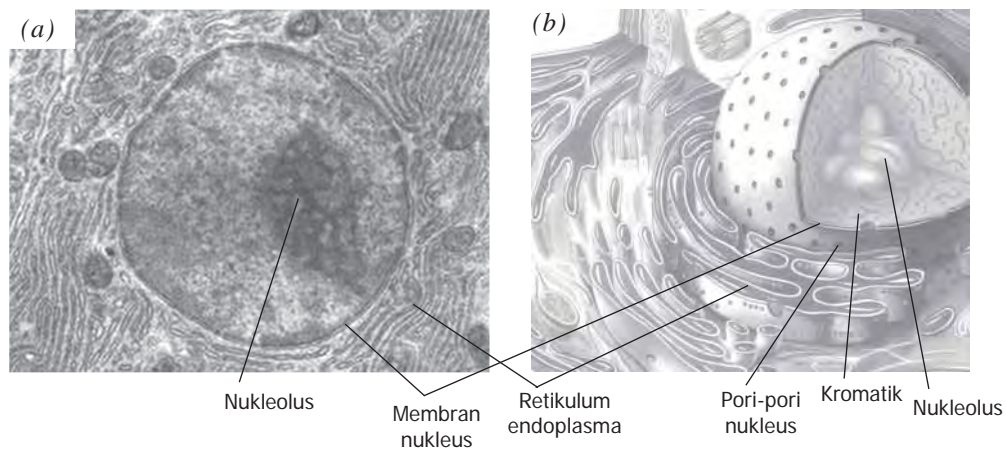 (a)
(b)
Nukleolus
Membran
nukleus
Retikulum
endoplasma
Pori-pori
nukleus
Kromatik
Nukleolus